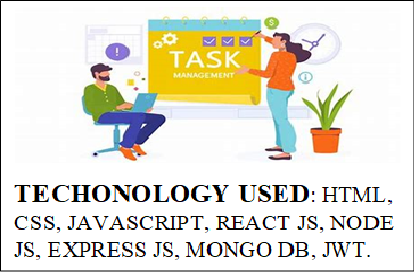 TASK
MANAGEMENT
TECHONOLOGY USED: HTML,
CSS, JAVASCRIPT, REACT JS, NODE
JS, EXPRESS JS, MONGO DB, JWT.